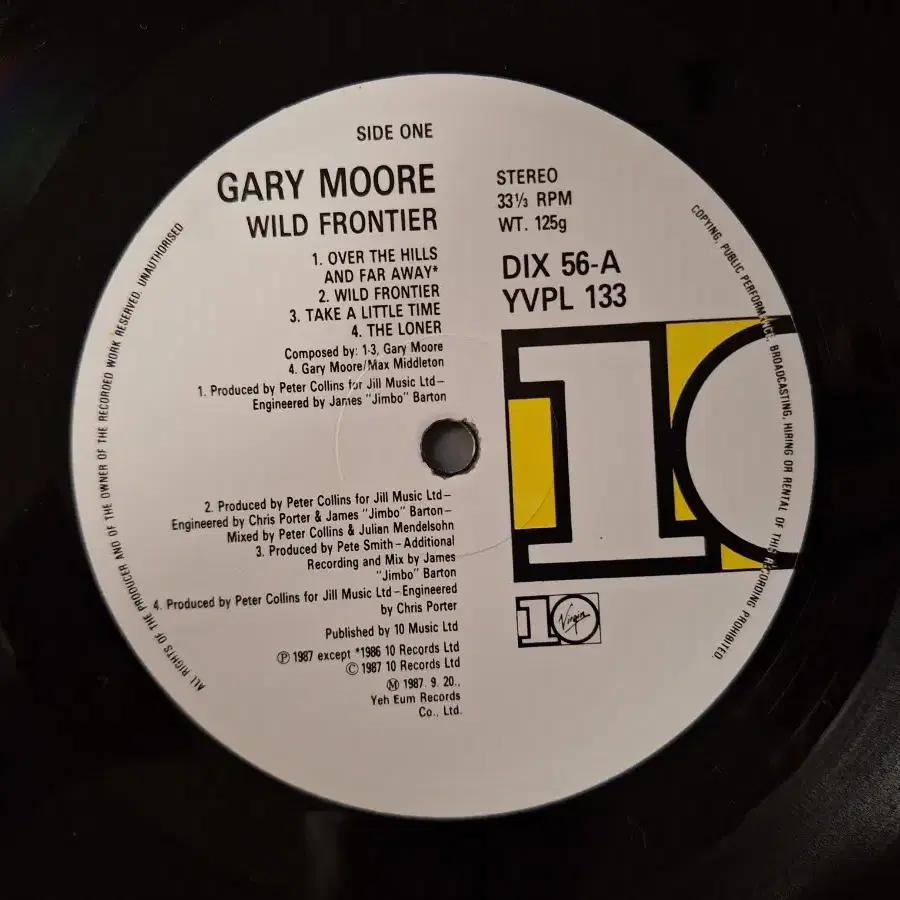 SIDE ONE
GARY MOORE
WILD FRONTIER
1. OVER THE HILLS
AND FAR AWAY*
2. WILD FRONTIER
3. TAKE A LITTLE TIME
4. THE LONER
Composed by: 1-3, Gary Moore
4. Gary Moore/Max Middleton
1. Produced by Peter Collins for Jill Music Ltd–
Engineered by James "Jimbo" Barton
2. Produced by Peter Collins for Jill Music Ltd–
Engineered by Chris Porter & James "Jimbo" Barton–
Mixed by Peter Collins & Julian Mendelsohn
3. Produced by Pete Smith–Additional
Recording and Mix by James
"Jimbo" Barton
4. Produced by Peter Collins for Jill Music Ltd–Engineered
by Chris Porter
Published by 10 Music Ltd
Ⓟ 1987 except *1986 10 Records Ltd
© 1987 10 Records Ltd
Ⓜ 1987. 9. 20.,
Yeh Eum Records
Co., Ltd.
STEREO
33⅓ RPM
WT. 125g
DIX 56-A
YVPL 133
10
10 Virgin
ALL RIGHTS OF THE PRODUCER AND OF THE OWNER OF THE RECORDED WORK RESERVED. UNAUTHORISED
COPYING, PUBLIC PERFORMANCE, BROADCASTING, HIRING OR RENTAL OF THIS RECORDING PROHIBITED.